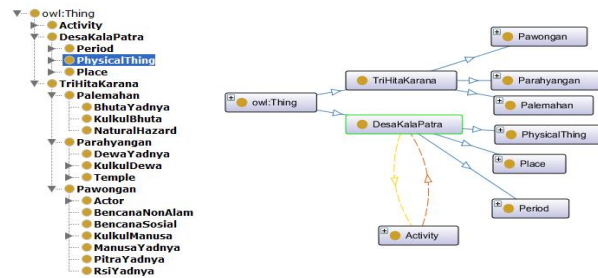 owl:Thing
Activity
DesaKalaPatra
Period
PhysicalThing
Place
TriHitaKarana
Palemahan
BhutaYadnya
KulkulBhuta
NaturalHazard
Parahyangan
DewaYadnya
KulkulDewa
Temple
Pawongan
Actor
BencanaNonAlam
BencanaSosial
KulkulManusa
ManusaYadnya
PitraYadnya
RsiYadnya
Pawongan
TriHitaKarana
Parahyangan
owl:Thing
Palemahan
DesaKalaPatra
PhysicalThing
Place
Period
Activity